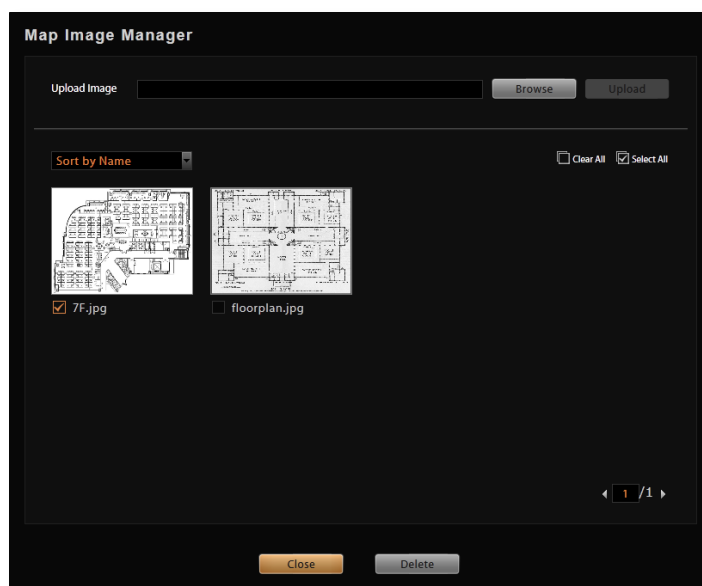 Map Image Manager
Upload Image Browse Upload
Sort by Name Clear All Select All
7F.jpg floorplan.jpg
1 /1
Close Delete